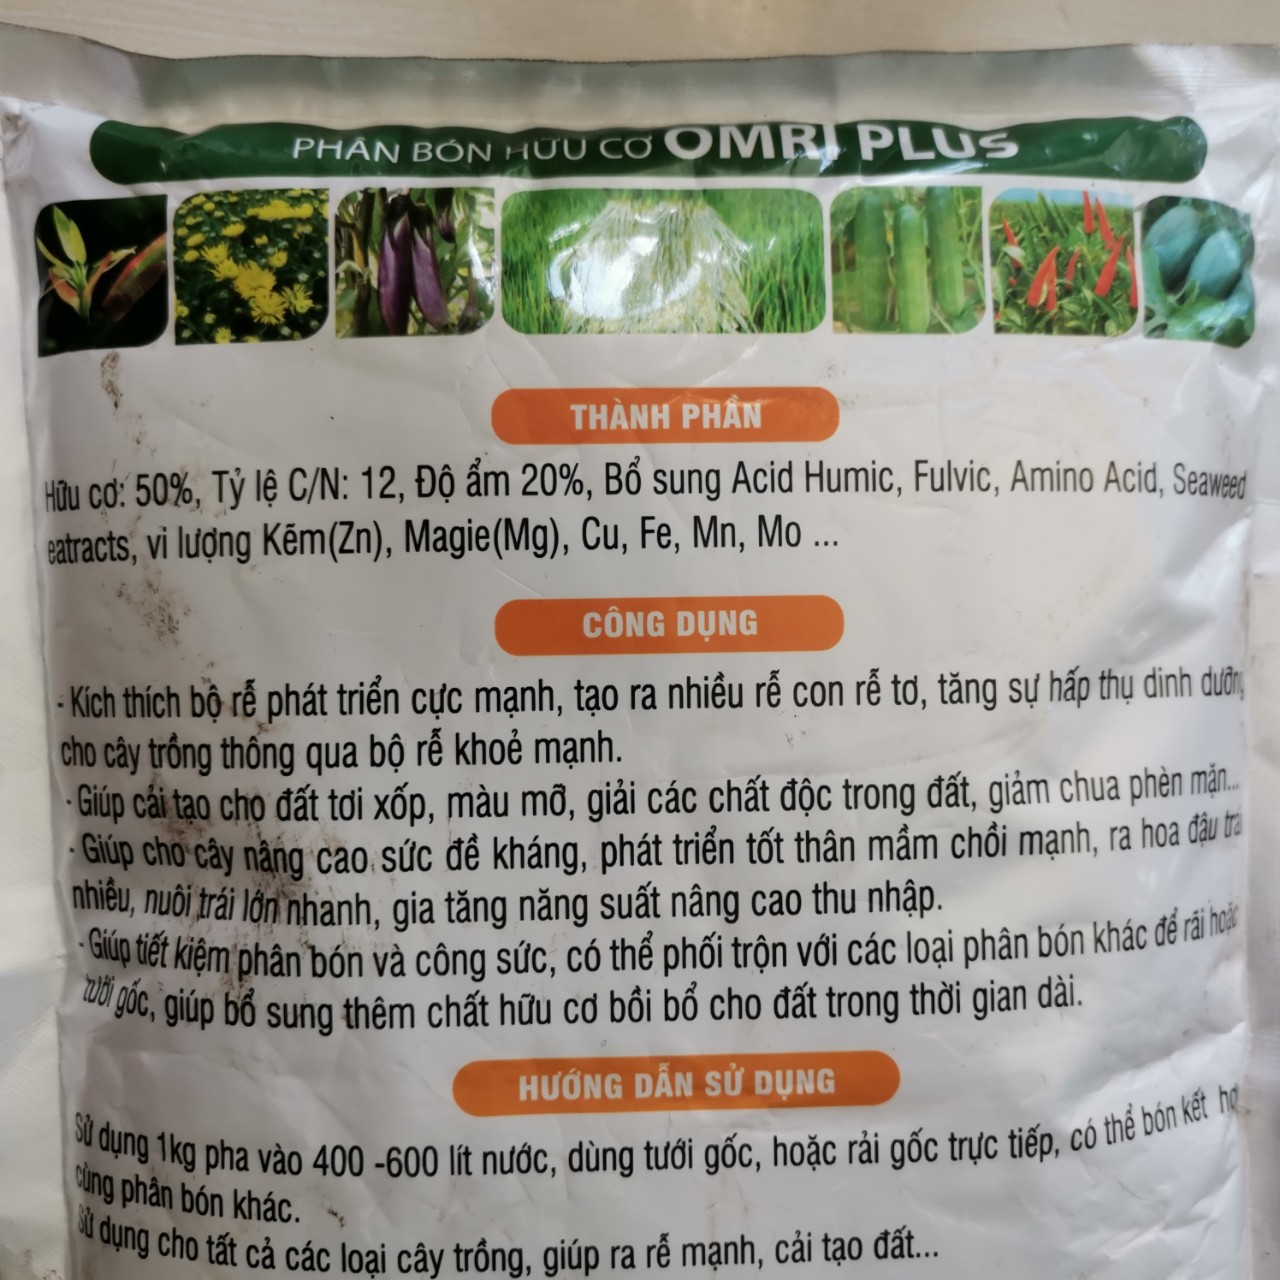 PHÂN BÓN HỮU CƠ OMRI PLUS
THÀNH PHẦN
Hữu cơ: 50%, Tỷ lệ C/N: 12, Độ ẩm 20%, Bổ sung Acid Humic, Fulvic, Amino Acid, Seaweed
eatracts, vi lượng Kẽm(Zn), Magie(Mg), Cu, Fe, Mn, Mo ...
CÔNG DỤNG
- Kích thích bộ rễ phát triển cực mạnh, tạo ra nhiều rễ con rễ tơ, tăng sự hấp thụ dinh dưỡng
cho cây trồng thông qua bộ rễ khoẻ mạnh.
- Giúp cải tạo cho đất tơi xốp, màu mỡ, giải các chất độc trong đất, giảm chua phèn mặn...
- Giúp cho cây nâng cao sức đề kháng, phát triển tốt thân mầm chồi mạnh, ra hoa đậu trái
nhiều, nuôi trái lớn nhanh, gia tăng năng suất nâng cao thu nhập.
- Giúp tiết kiệm phân bón và công sức, có thể phối trộn với các loại phân bón khác để rãi hoặc
tưới gốc, giúp bổ sung thêm chất hữu cơ bồi bổ cho đất trong thời gian dài.
HƯỚNG DẪN SỬ DỤNG
Sử dụng 1kg pha vào 400 -600 lít nước, dùng tưới gốc, hoặc rải gốc trực tiếp, có thể bón kết hợp
cùng phân bón khác.
Sử dụng cho tất cả các loại cây trồng, giúp ra rễ mạnh, cải tạo đất...